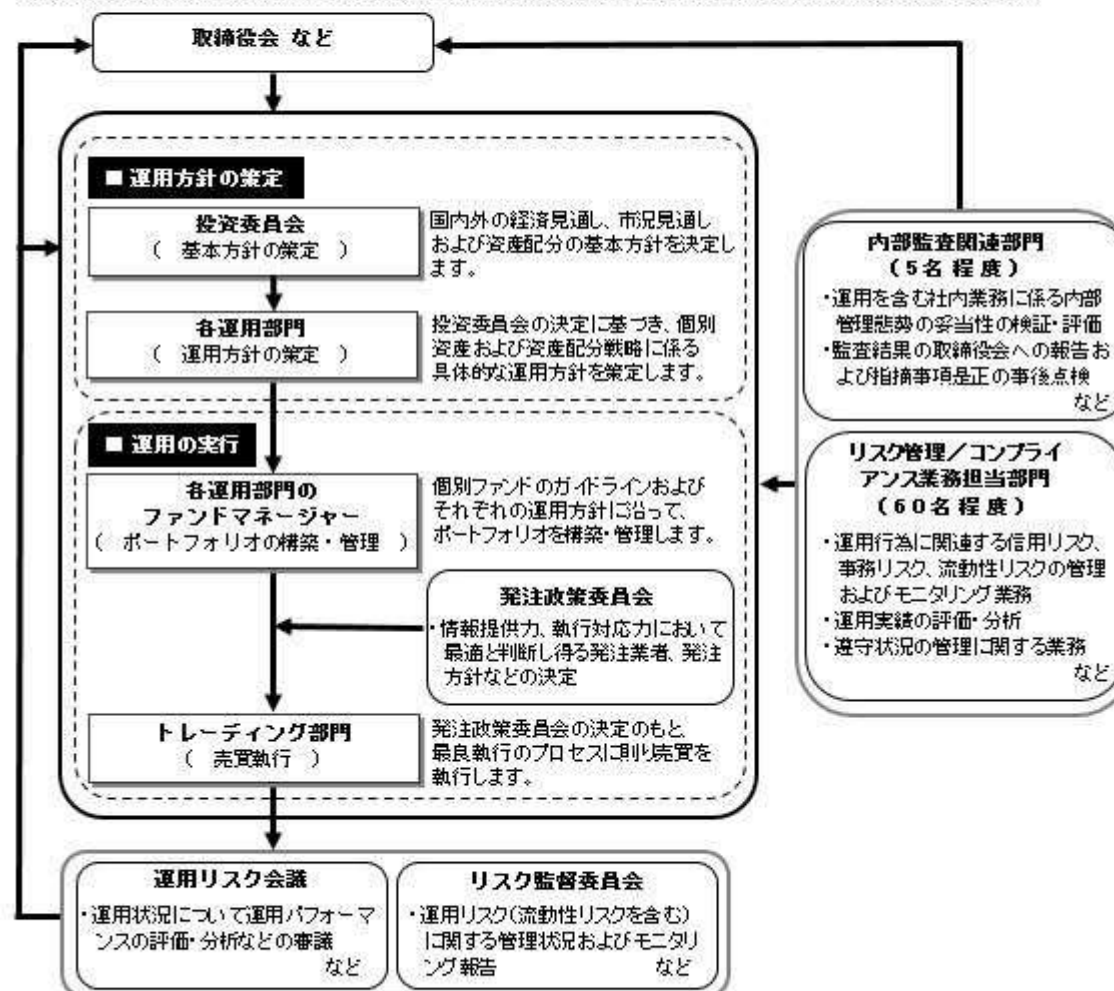 取締役会 など
■ 運用方針の策定
投資委員会
( 基本方針の策定 )
国内外の経済見通し、市況見通し
および資産配分の基本方針を決定し
ます。
各運用部門
( 運用方針の策定 )
投資委員会の決定に基づき、個別
資産および資産配分戦略に係る
具体的な運用方針を策定します。
■ 運用の実行
各運用部門の
ファンドマネージャー
( ポートフォリオの構築・管理 )
個別ファンドのガイドラインおよび
それぞれの運用方針に沿って、
ポートフォリオを構築・管理します。
発注政策委員会
・情報提供力、執行対応力において
最適と判断し得る発注業者、発注
方針などの決定
トレーディング部門
( 売買執行 )
発注政策委員会の決定のもと、
最良執行のプロセスに則り売買を
執行します。
内部監査関連部門
(5名程度)
・運用を含む社内業務に係る内部
管理態勢の妥当性の検証・評価
・監査結果の取締役会への報告お
よび指摘事項是正の事後点検
など
リスク管理/コンプライ
アンス業務担当部門
(60名程度)
・運用行為に関連する信用リスク、
事務リスク、流動性リスクの管理
およびモニタリング業務
・運用実績の評価・分析
・遵守状況の管理に関する業務
など
運用リスク会議
・運用状況について運用パフォーマ
ンスの評価・分析などの審議
など
リスク監督委員会
・運用リスク(流動性リスクを含む)
に関する管理状況およびモニタリ
ング報告 など